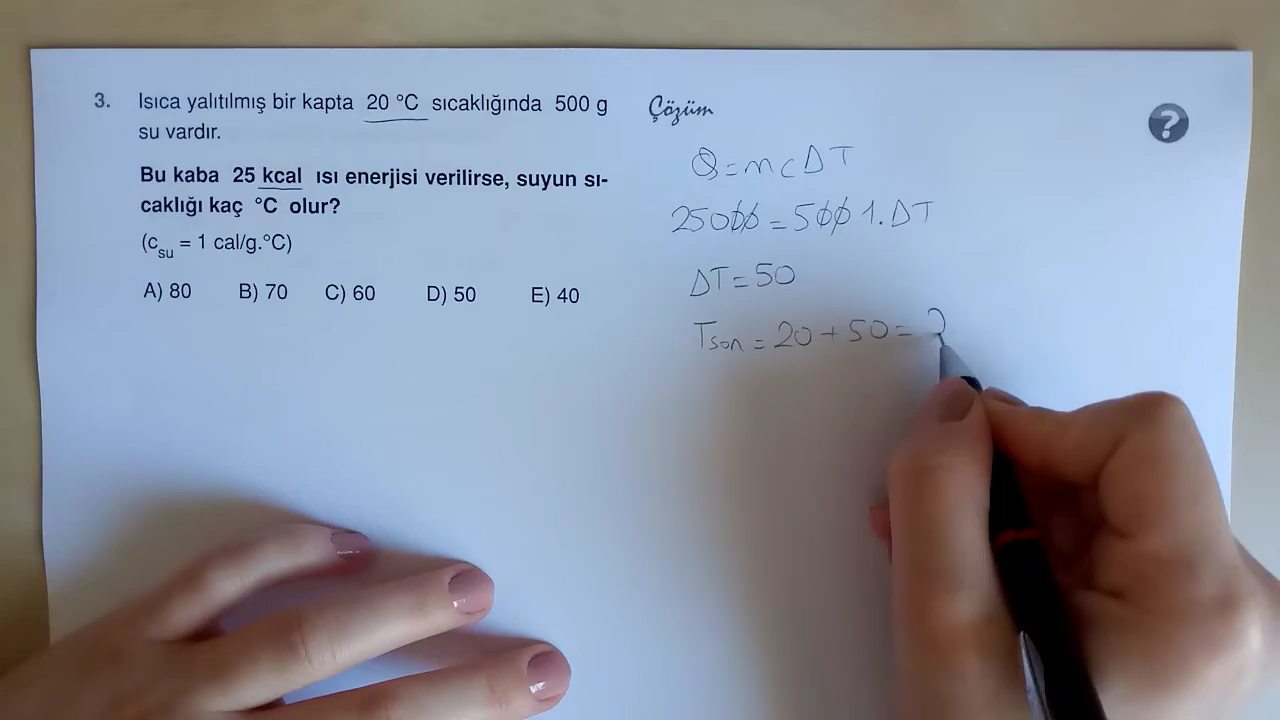 3. Isıca yalıtılmış bir kapta 20 °C sıcaklığında 500 g
su vardır.
Bu kaba 25 kcal ısı enerjisi verilirse, suyun sı-
caklığı kaç °C olur?
(csu = 1 cal/g.°C)
A) 80 B) 70 C) 60 D) 50 E) 40
Çözüm
?
Q=mcΔT
25000=500 1.ΔT
ΔT=50
Tson=20+50=